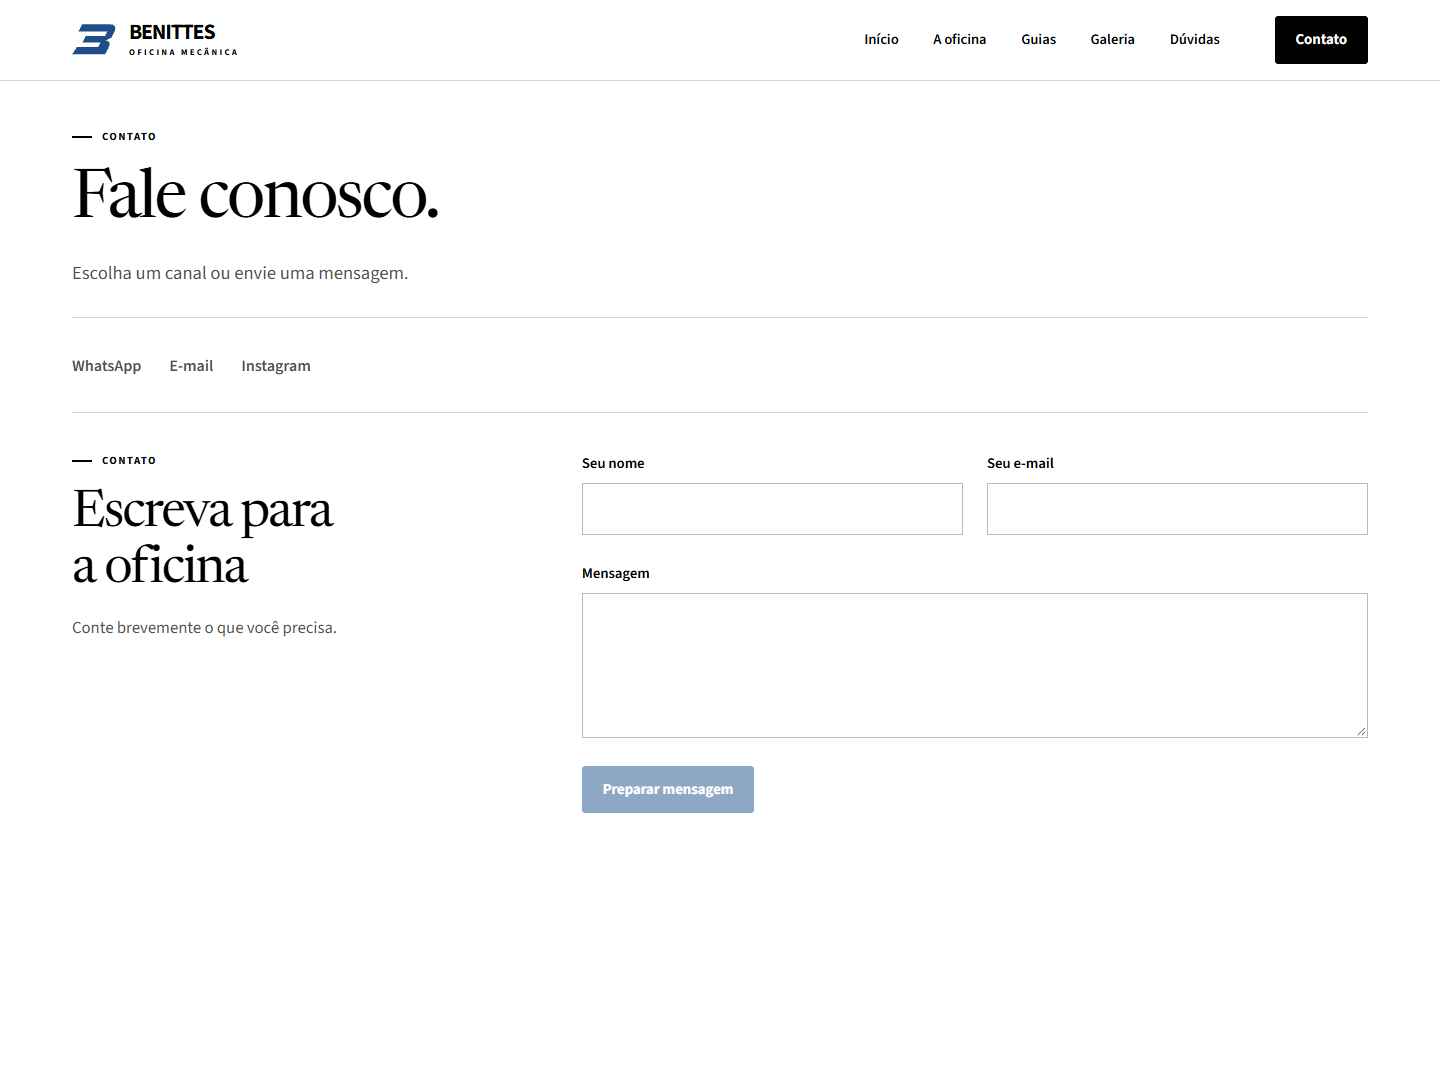 BENITTES
OFICINA MECÂNICA
Início
A oficina
Guias
Galeria
Dúvidas
Contato
CONTATO
Fale conosco.
Escolha um canal ou envie uma mensagem.
WhatsApp
E-mail
Instagram
CONTATO
Escreva para
a oficina
Conte brevemente o que você precisa.
Seu nome
Seu e-mail
Mensagem
Preparar mensagem